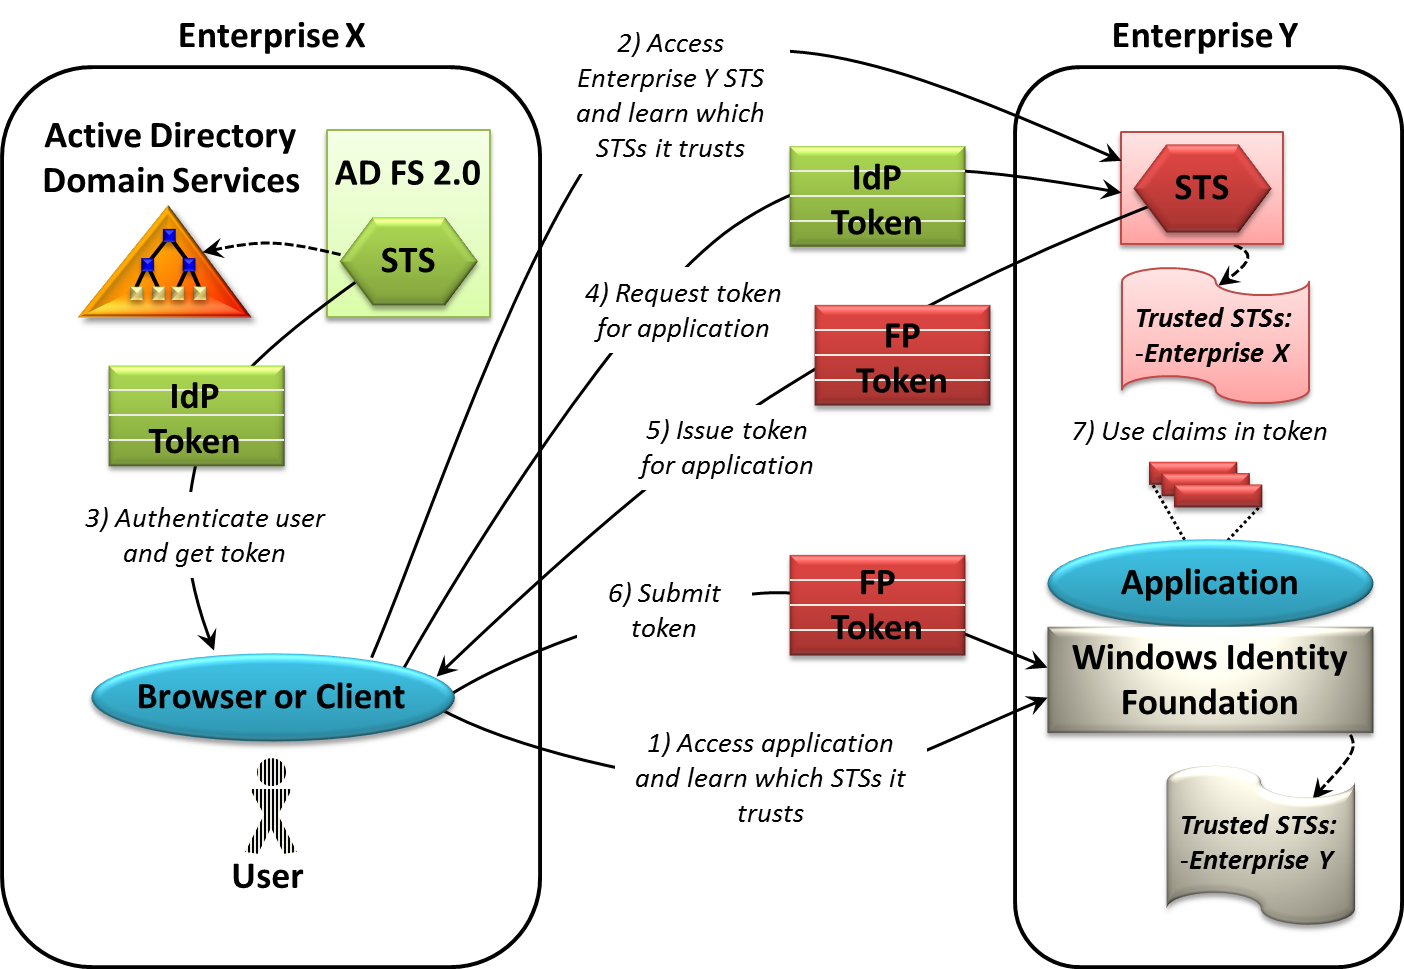 Enterprise X
Enterprise Y
Active Directory
Domain Services
AD FS 2.0
STS
IdP
Token
3) Authenticate user
and get token
Browser or Client
User
2) Access
Enterprise Y STS
and learn which
STSs it trusts
IdP
Token
4) Request token
for application
FP
Token
5) Issue token
for application
6) Submit
token
FP
Token
1) Access application
and learn which STSs it
trusts
STS
Trusted STSs:
-Enterprise X
7) Use claims in token
Application
Windows Identity
Foundation
Trusted STSs:
-Enterprise Y